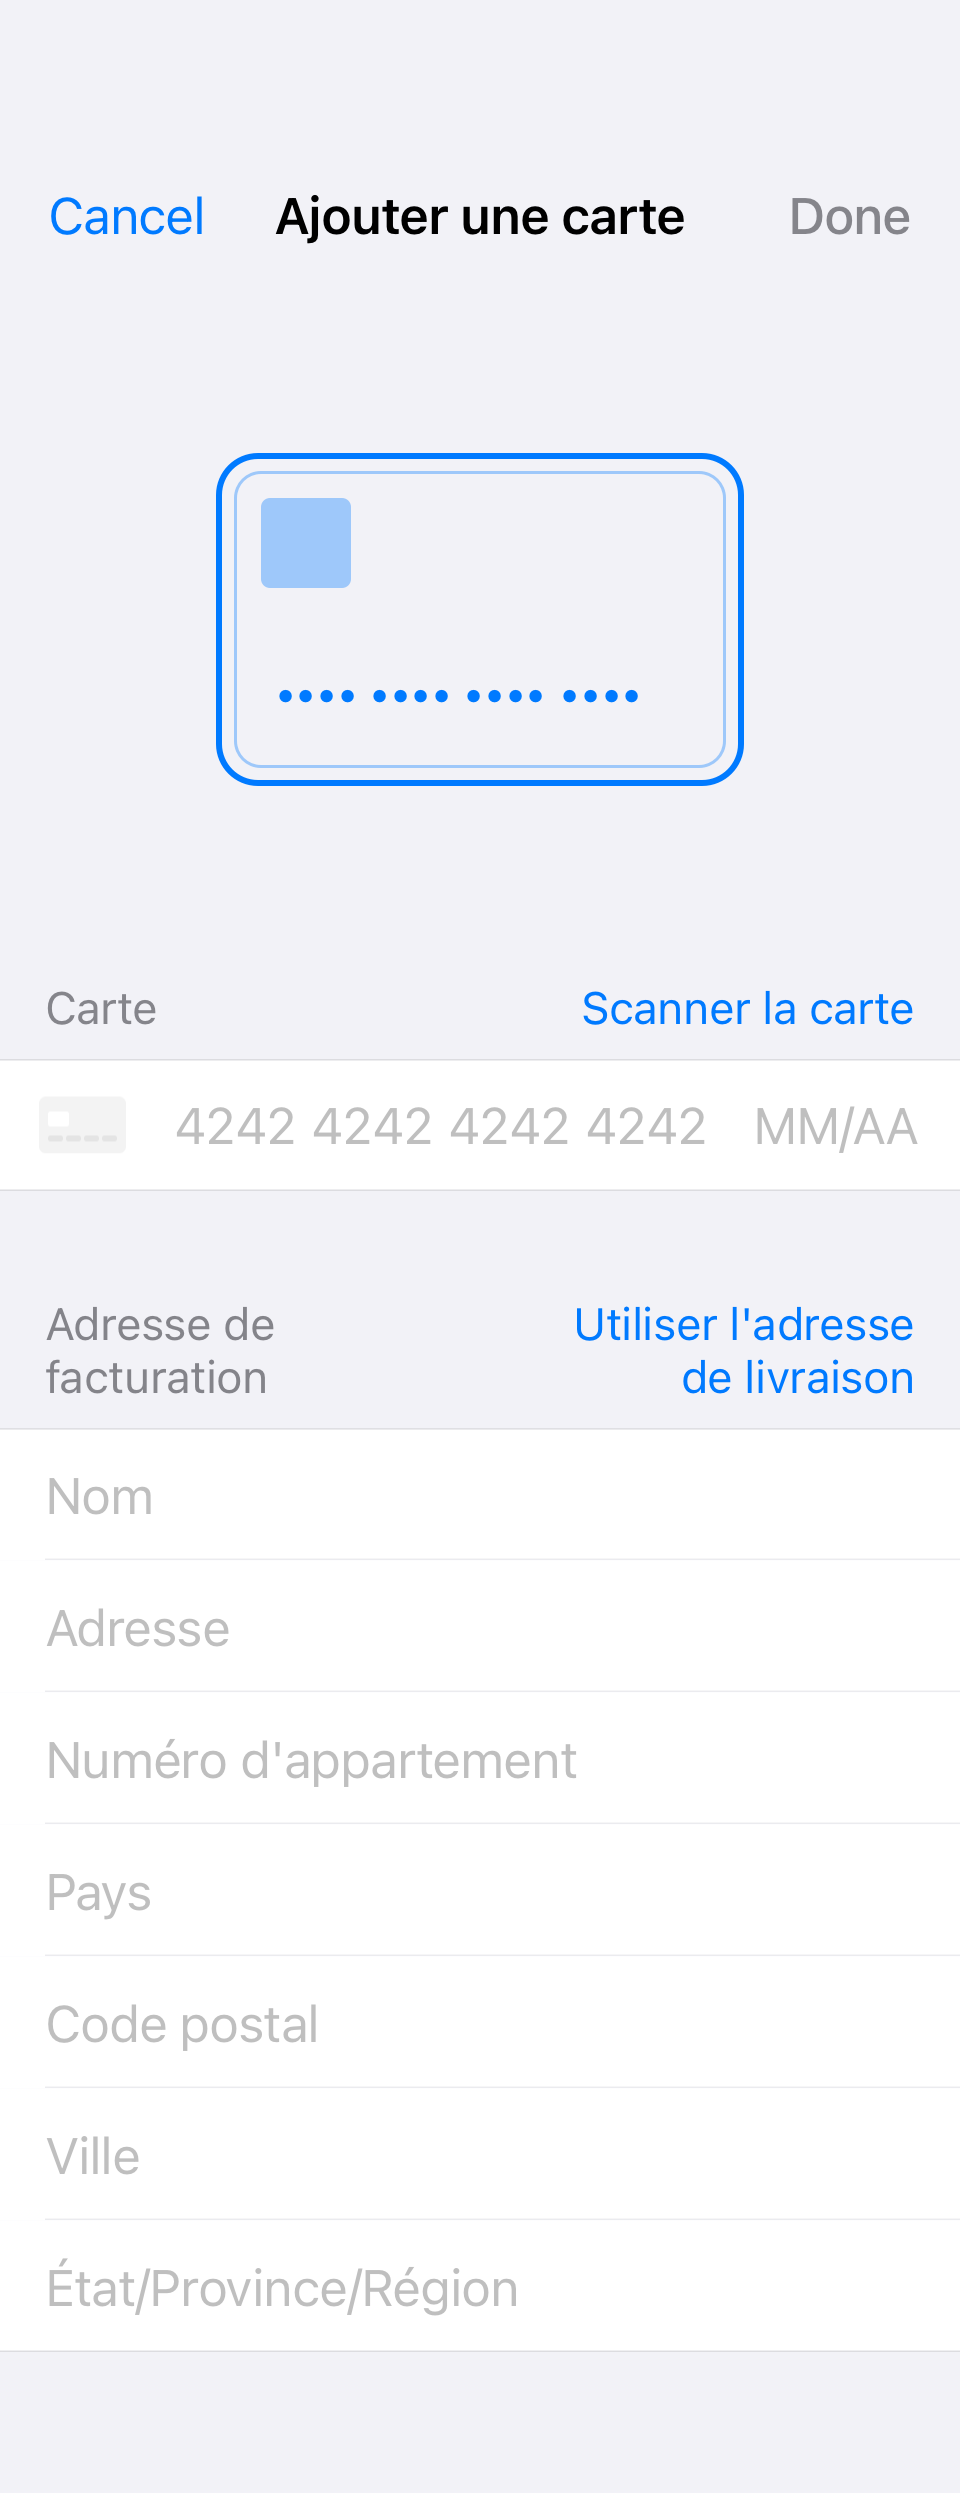 Cancel Ajouter une carte Done
•••• •••• •••• ••••
Carte Scanner la carte
4242 4242 4242 4242 MM/AA
Adresse de facturation
Utiliser l'adresse de livraison
Nom
Adresse
Numéro d'appartement
Pays
Code postal
Ville
État/Province/Région